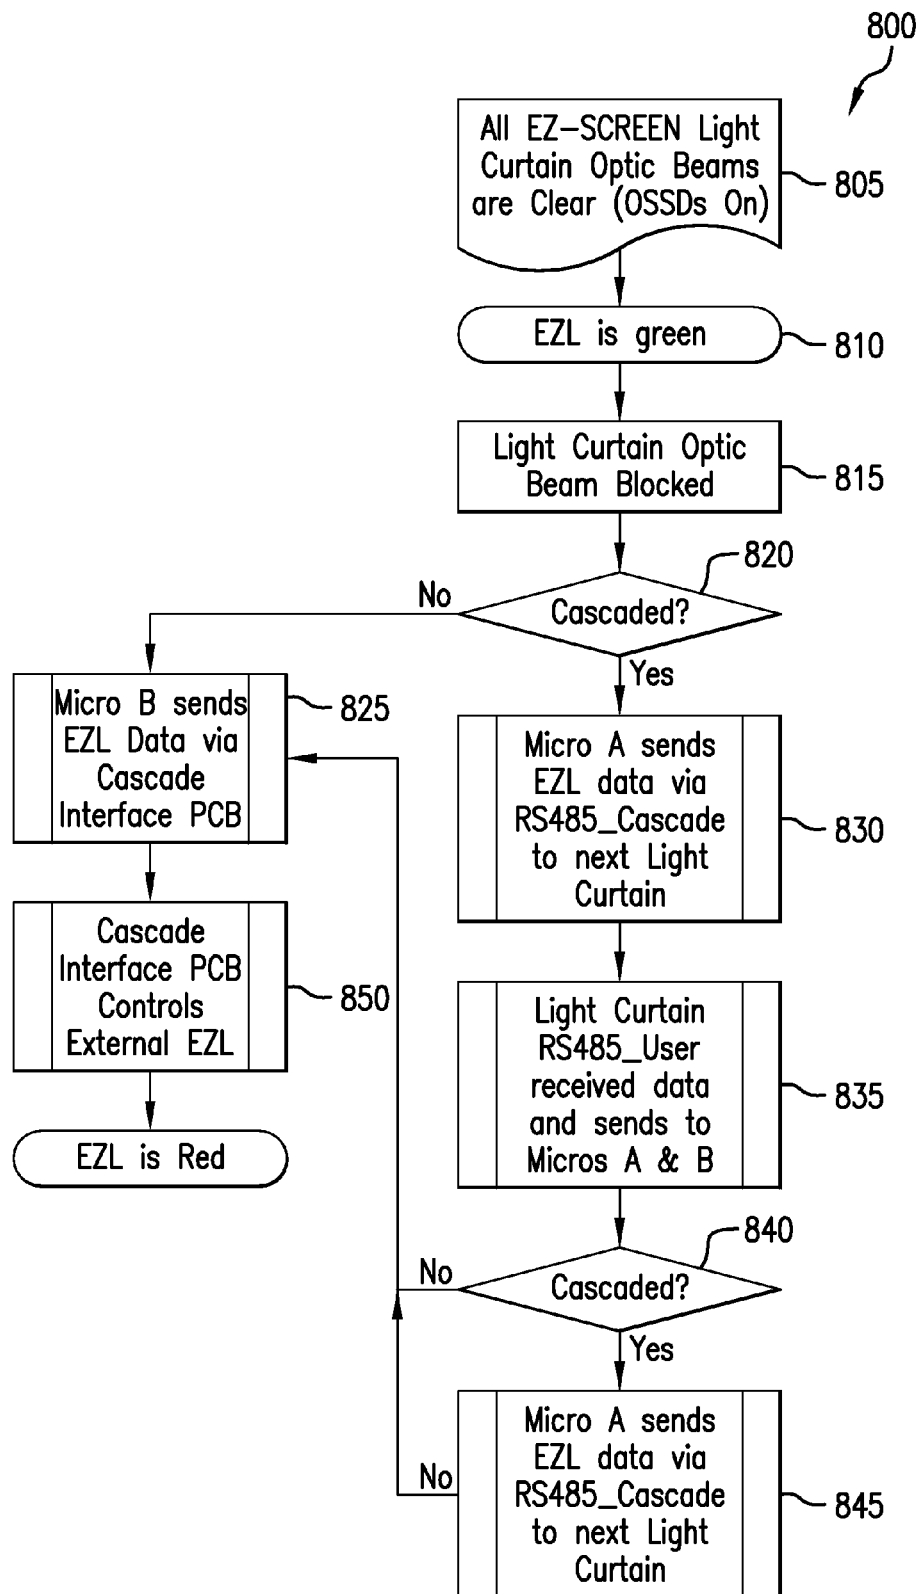 800
All EZ-SCREEN Light
Curtain Optic Beams
are Clear (OSSDs On)
805
EZL is green
810
Light Curtain Optic
Beam Blocked
815
820
Cascaded?
No
Yes
Micro B sends
EZL Data via
Cascade
Interface PCB
825
Micro A sends
EZL data via
RS485_Cascade
to next Light
Curtain
830
Cascade
Interface PCB
Controls
External EZL
850
Light Curtain
RS485_User
received data
and sends to
Micros A & B
835
EZL is Red
840
Cascaded?
No
Yes
Micro A sends
EZL data via
RS485_Cascade
to next Light
Curtain
845
No